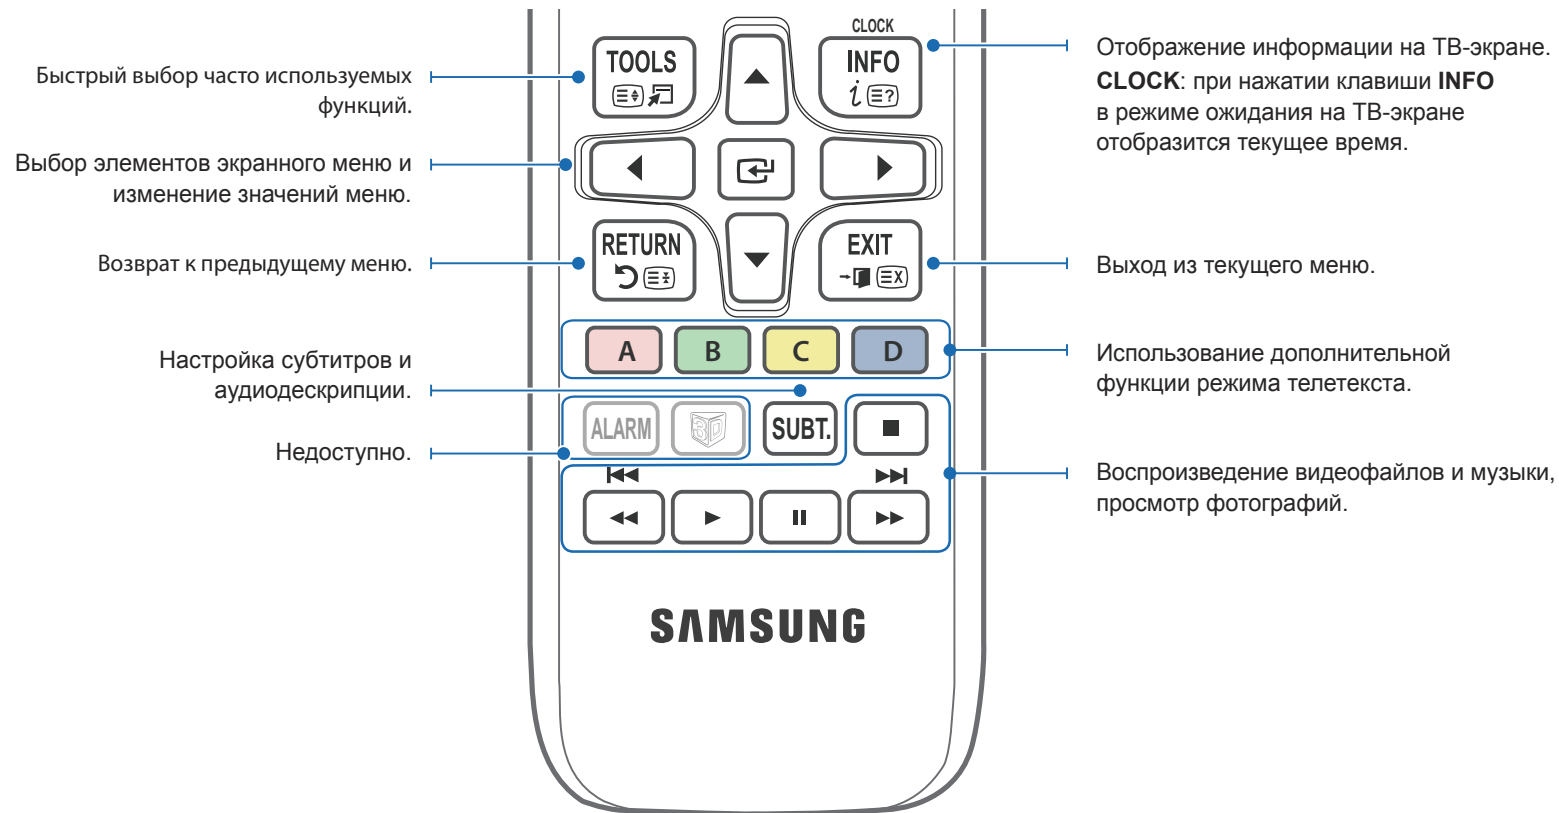 CLOCK
TOOLS
INFO
Быстрый выбор часто используемых
функций.
Отображение информации на ТВ-экране.
CLOCK: при нажатии клавиши INFO
в режиме ожидания на ТВ-экране
отобразится текущее время.
Выбор элементов экранного меню и
изменение значений меню.
RETURN
EXIT
Возврат к предыдущему меню.
Выход из текущего меню.
A B C D
Настройка субтитров и
аудиодескрипции.
Использование дополнительной
функции режима телетекста.
ALARM 3D SUBT.
Недоступно.
Воспроизведение видеофайлов и музыки,
просмотр фотографий.
SAMSUNG